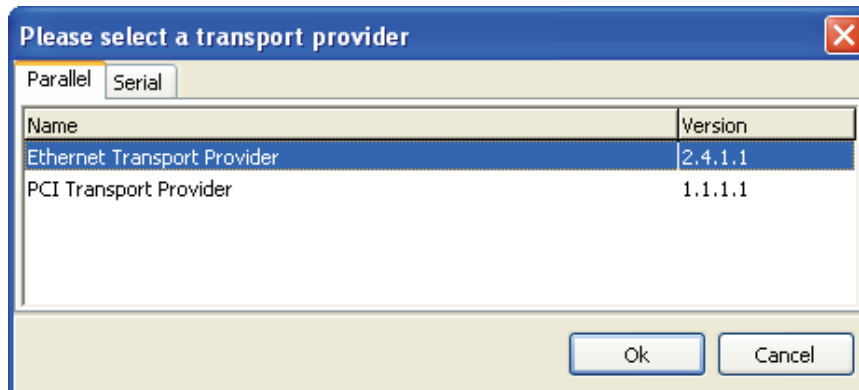 Please select a transport provider
Parallel Serial
Name Version
Ethernet Transport Provider 2.4.1.1
PCI Transport Provider 1.1.1.1
Ok Cancel